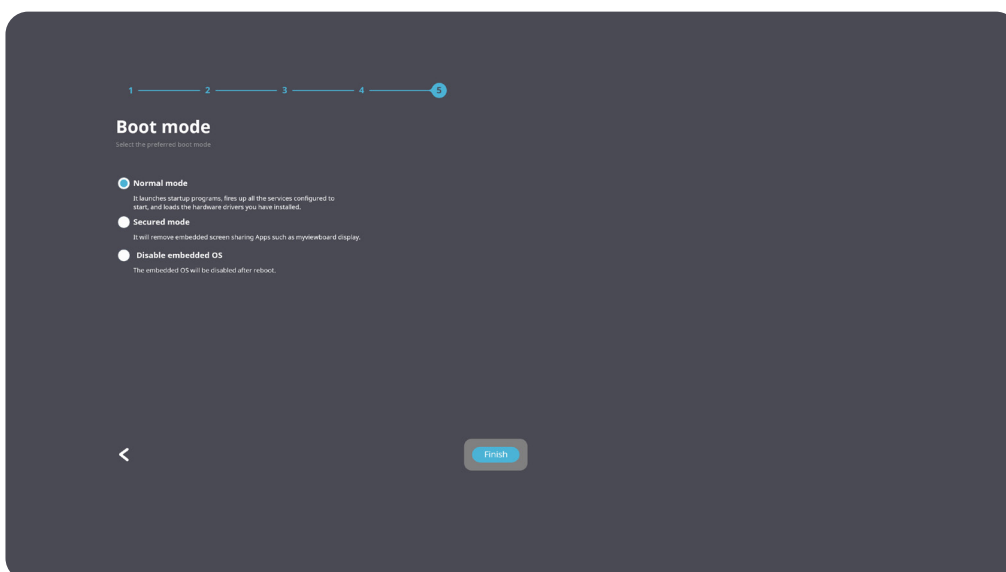 1 2 3 4 5
Boot mode
Select the preferred boot mode
Normal mode
It launches startup programs, fires up all the services configured to
start, and loads the hardware drivers you have installed.
Secured mode
It will remove embedded screen sharing Apps such as myviewboard display.
Disable embedded OS
The embedded OS will be disabled after reboot.
Finish